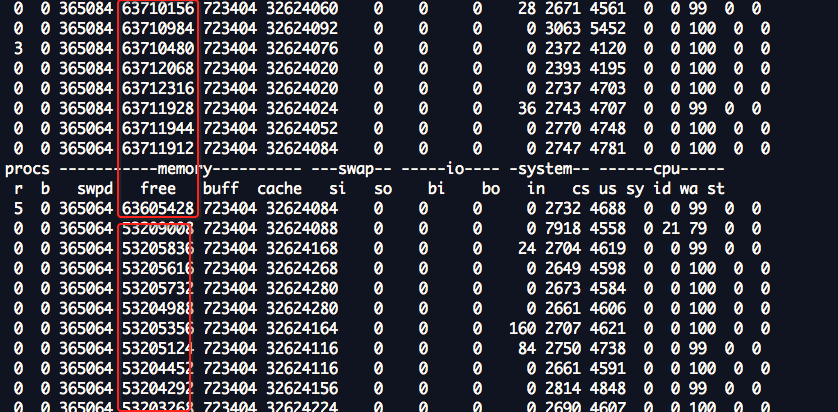 0 0 365084 63710156 723404 32624060 0 0 0 28 2671 4561 0 0 99 0 0
0 0 365084 63710984 723404 32624092 0 0 0 0 3063 5452 0 0 100 0 0
3 0 365084 63710480 723404 32624076 0 0 0 0 2372 4120 0 0 100 0 0
0 0 365084 63712068 723404 32624020 0 0 0 0 2393 4195 0 0 100 0 0
0 0 365084 63712316 723404 32624020 0 0 0 0 2737 4703 0 0 100 0 0
0 0 365084 63711928 723404 32624024 0 0 0 36 2743 4707 0 0 99 0 0
0 0 365064 63711944 723404 32624052 0 0 0 0 2770 4748 0 0 100 0 0
0 0 365064 63711912 723404 32624084 0 0 0 0 2747 4781 0 0 100 0 0
procs -----------memory---------- ---swap-- -----io---- -system-- ------cpu-----
r b swpd free buff cache si so bi bo in cs us sy id wa st
5 0 365064 63605428 723404 32624084 0 0 0 0 2732 4688 0 0 99 0 0
0 0 365064 53209008 723404 32624088 0 0 0 0 7918 4558 0 21 79 0 0
0 0 365064 53205836 723404 32624168 0 0 0 24 2704 4619 0 0 99 0 0
0 0 365064 53205616 723404 32624268 0 0 0 0 2649 4598 0 0 100 0 0
0 0 365064 53205732 723404 32624280 0 0 0 0 2673 4584 0 0 100 0 0
0 0 365064 53204988 723404 32624280 0 0 0 0 2661 4606 0 0 100 0 0
0 0 365064 53205356 723404 32624164 0 0 0 160 2707 4621 0 0 100 0 0
0 0 365064 53205124 723404 32624116 0 0 0 84 2750 4738 0 0 99 0 0
0 0 365064 53204452 723404 32624116 0 0 0 0 2661 4591 0 0 100 0 0
0 0 365064 53204292 723404 32624156 0 0 0 0 2814 4848 0 0 99 0 0
0 0 365064 53203268 723404 32624224 0 0 0 0 2690 4607 0 0 100 0 0